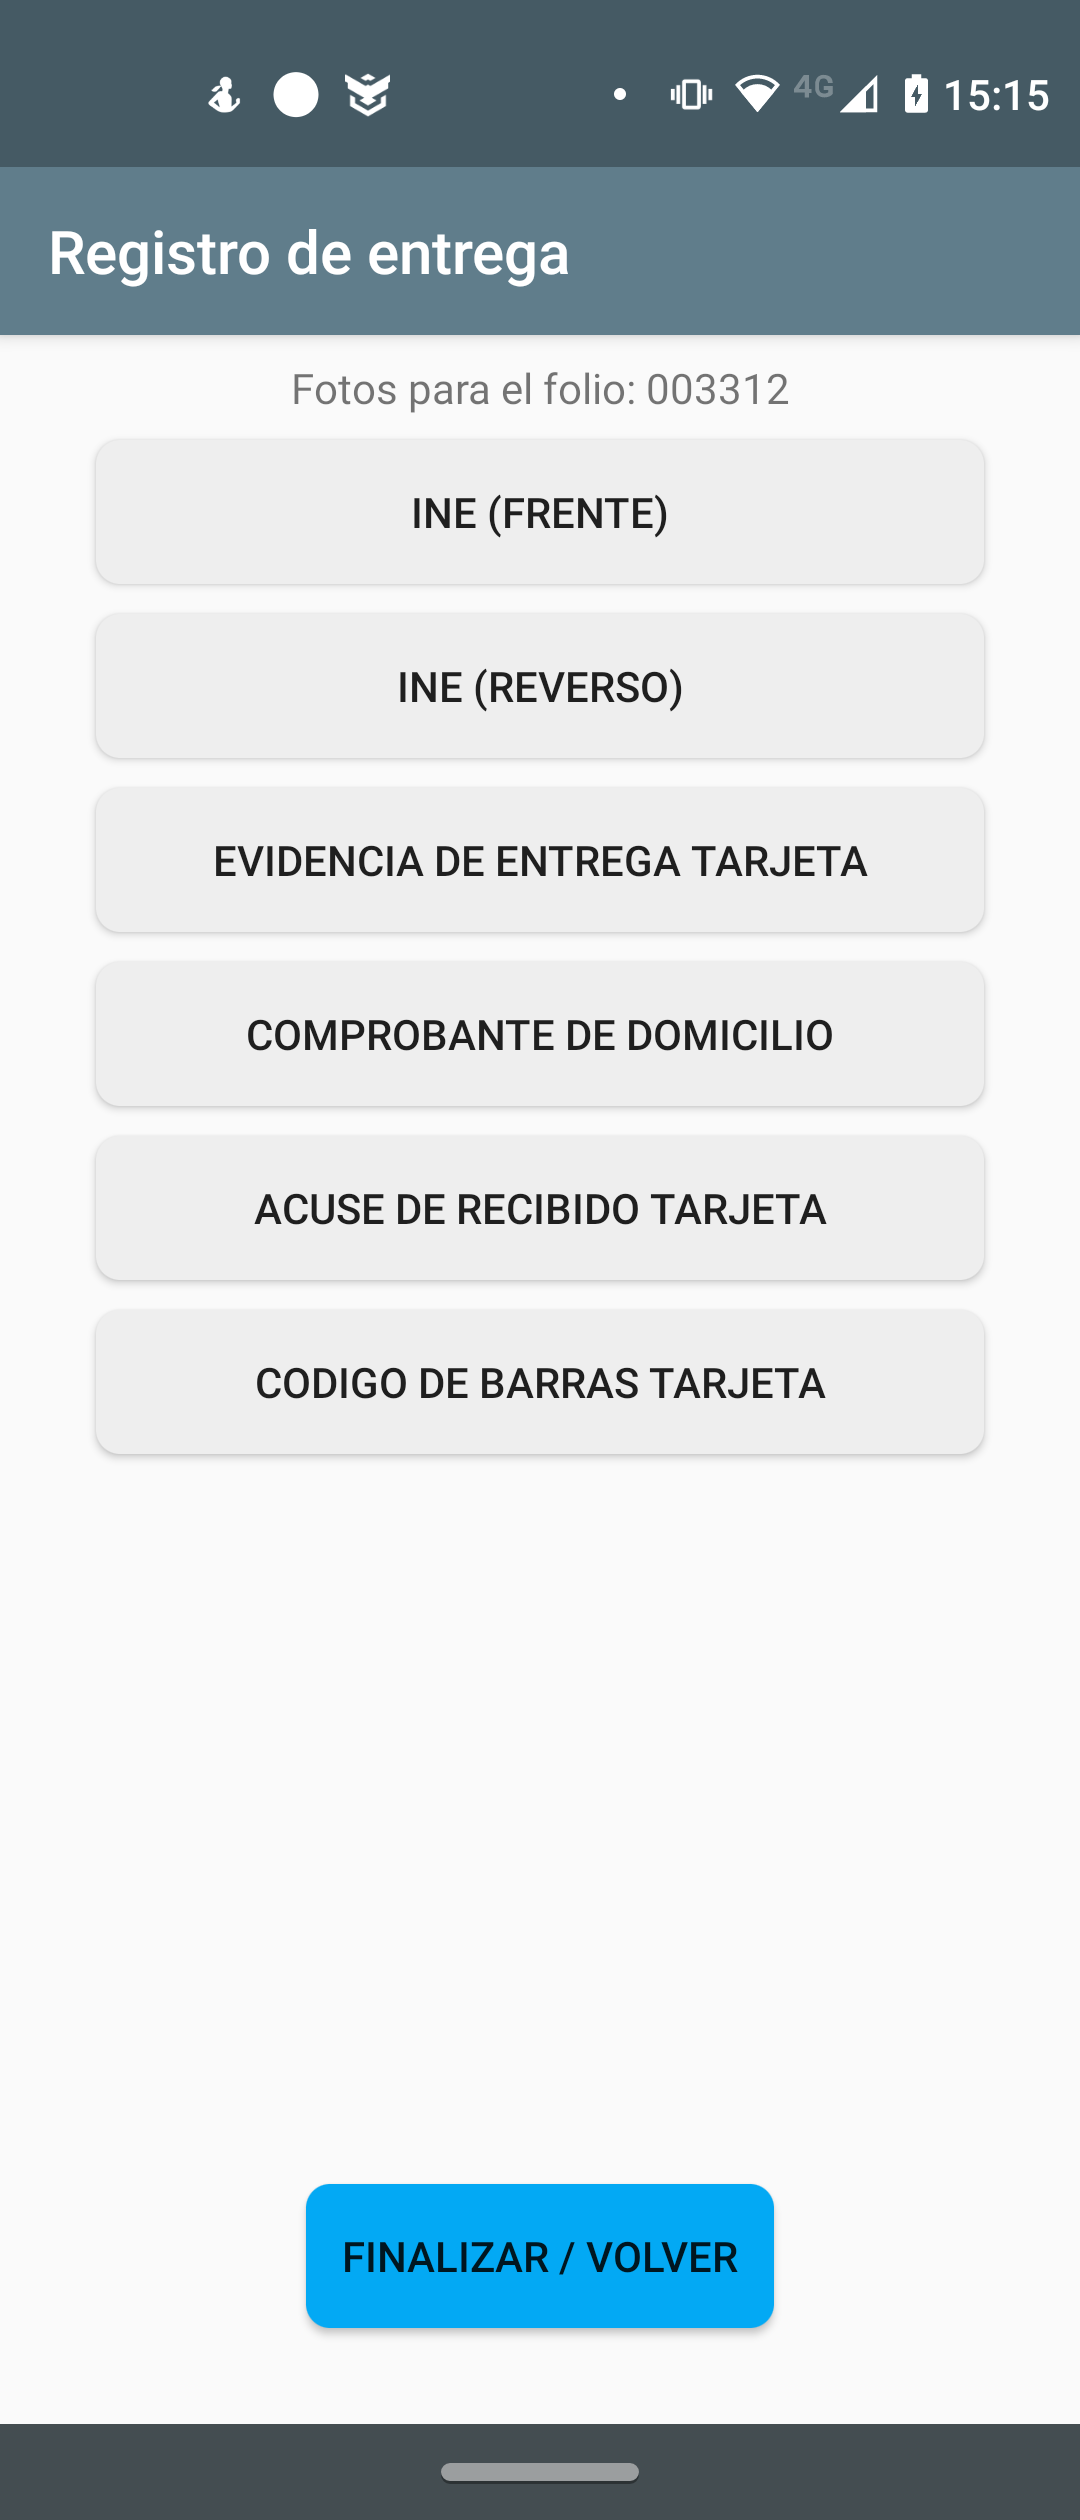 4G 15:15
Registro de entrega
Fotos para el folio: 003312
INE (FRENTE)
INE (REVERSO)
EVIDENCIA DE ENTREGA TARJETA
COMPROBANTE DE DOMICILIO
ACUSE DE RECIBIDO TARJETA
CODIGO DE BARRAS TARJETA
FINALIZAR / VOLVER